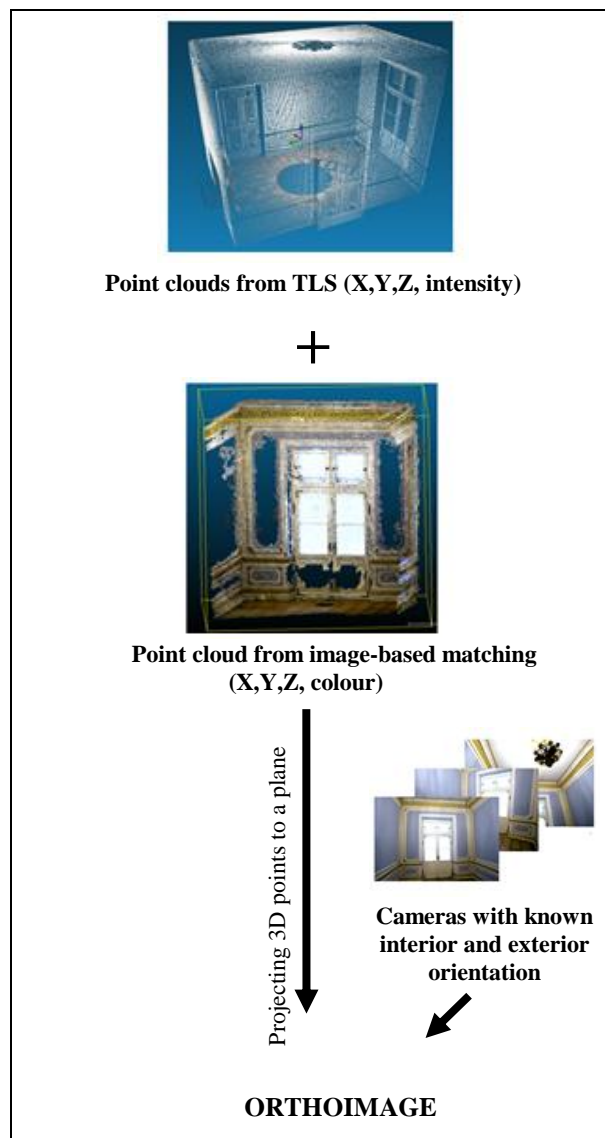 Point clouds from TLS (X,Y,Z, intensity)
+
Point cloud from image-based matching
(X,Y,Z, colour)
Projecting 3D points to a plane
Cameras with known
interior and exterior
orientation
ORTHOIMAGE